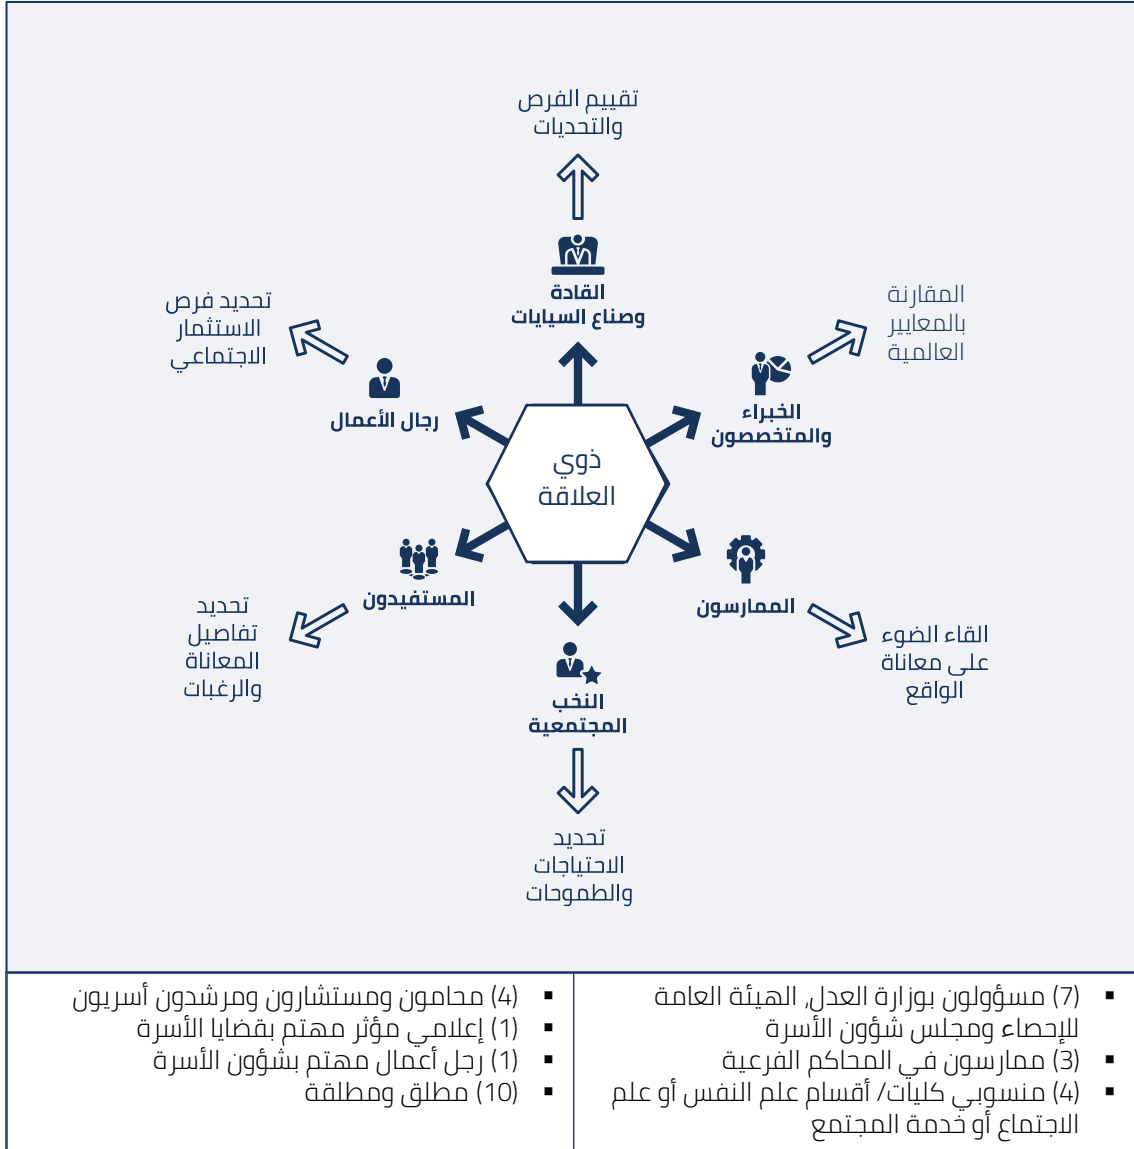 تقييم الفرص
والتحديات
القادة
وصناع السيايات
المقارنة
بالمعايير
العالمية
الخبراء
والمتخصصون
تحديد فرص
الاستثمار
الاجتماعي
رجال الأعمال
ذوي
العلاقة
الممارسون
القاء الضوء
على معاناة
الواقع
المستفيدون
تحديد
تفاصيل
المعاناة
والرغبات
النخب
المجتمعية
تحديد
الاحتياجات
والطموحات
▪ (7) مسؤولون بوزارة العدل, الهيئة العامة
للإحصاء ومجلس شؤون الأسرة
▪ (3) ممارسون في المحاكم الفرعية
▪ (4) منسوبي كليات/ أقسام علم النفس أو علم
الاجتماع أو خدمة المجتمع
▪ (4) محامون ومستشارون ومرشدون أسريون
▪ (1) إعلامي مؤثر مهتم بقضايا الأسرة
▪ (1) رجل أعمال مهتم بشؤون الأسرة
▪ (10) مطلق ومطلقة